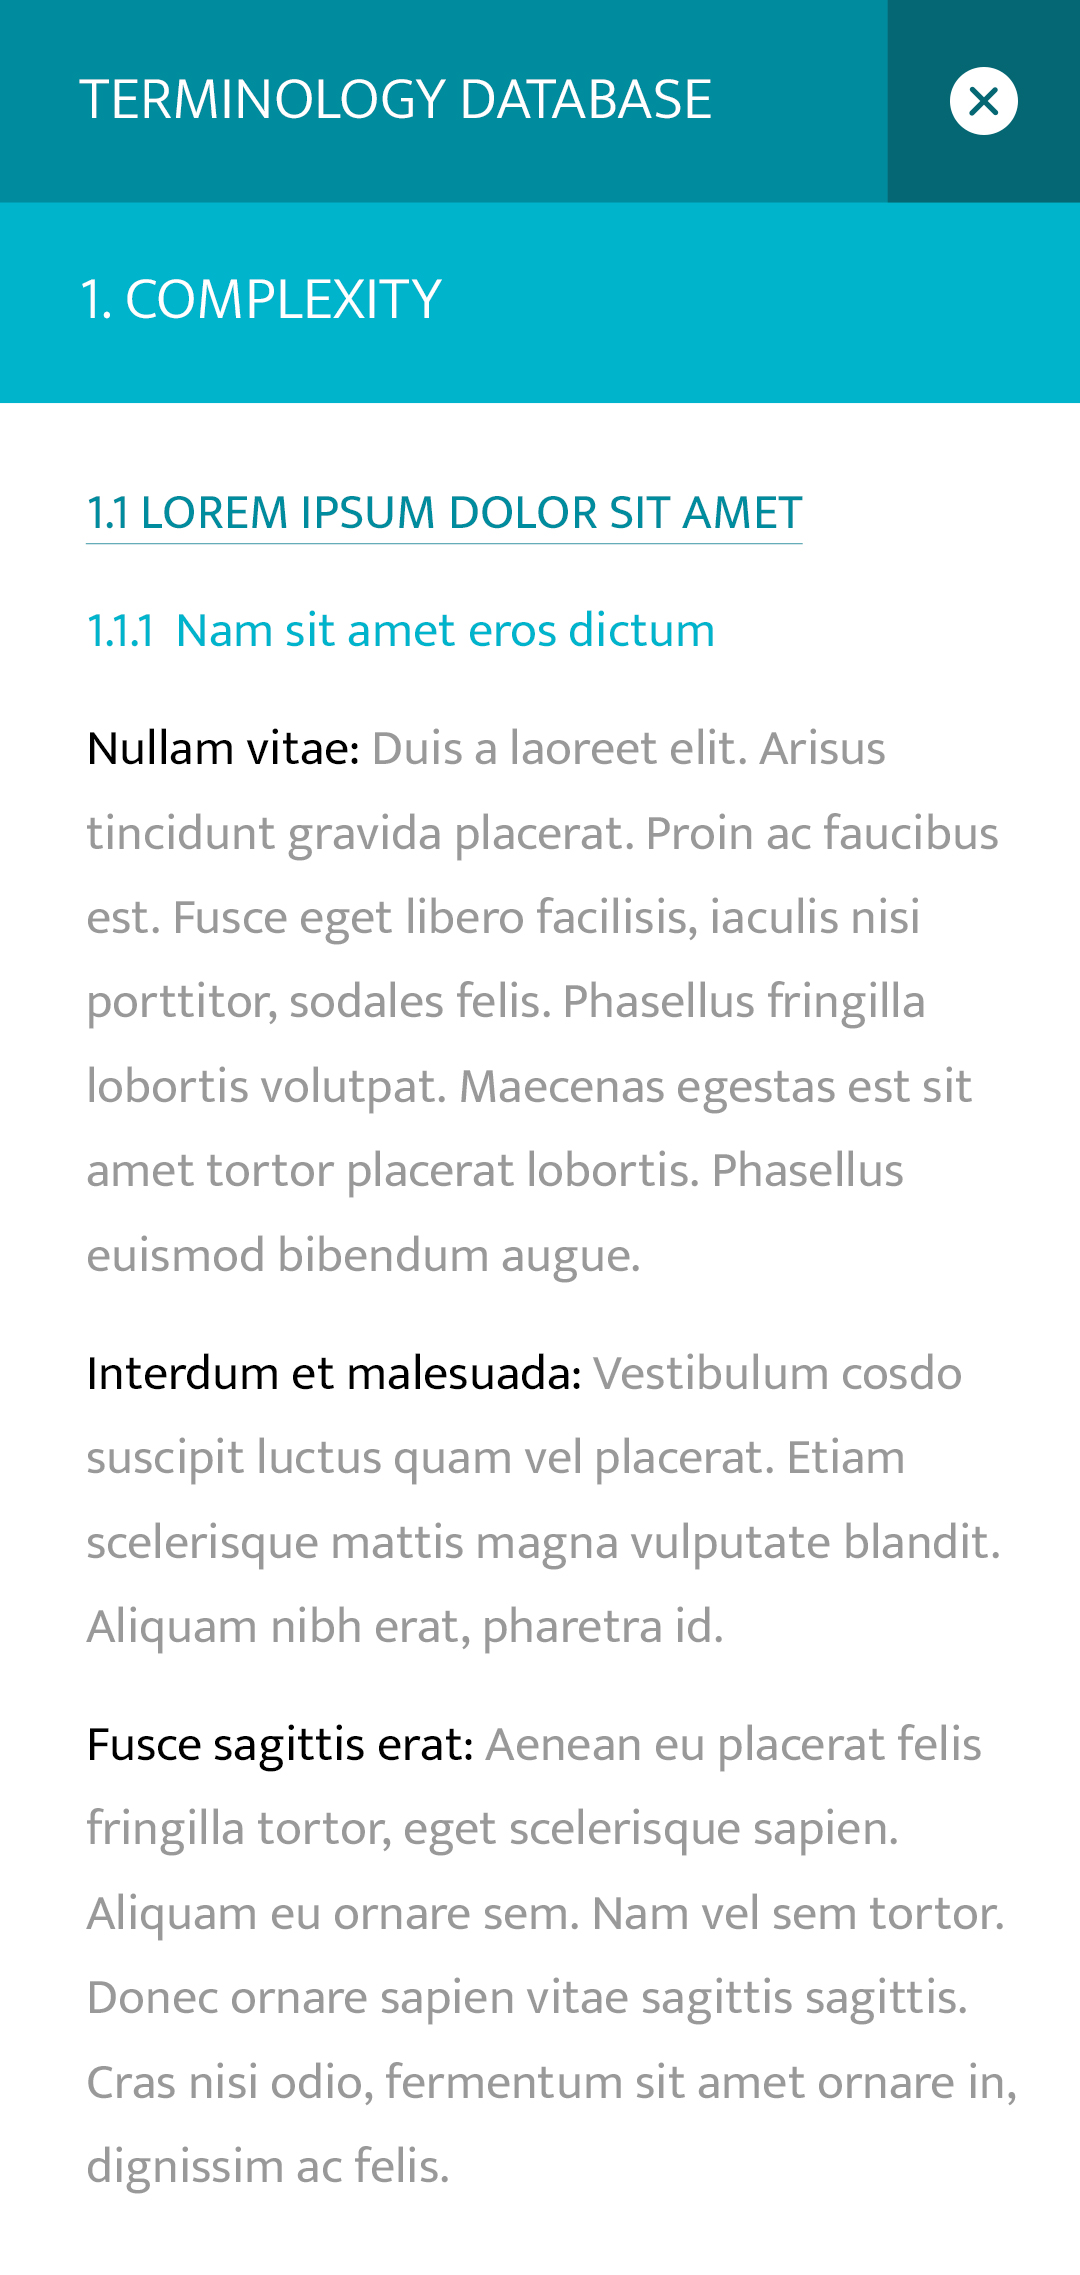 TERMINOLOGY DATABASE
1. COMPLEXITY
1.1 LOREM IPSUM DOLOR SIT AMET
1.1.1 Nam sit amet eros dictum
Nullam vitae: Duis a laoreet elit. Arisus
tincidunt gravida placerat. Proin ac faucibus
est. Fusce eget libero facilisis, iaculis nisi
porttitor, sodales felis. Phasellus fringilla
lobortis volutpat. Maecenas egestas est sit
amet tortor placerat lobortis. Phasellus
euismod bibendum augue.
Interdum et malesuada: Vestibulum cosdo
suscipit luctus quam vel placerat. Etiam
scelerisque mattis magna vulputate blandit.
Aliquam nibh erat, pharetra id.
Fusce sagittis erat: Aenean eu placerat felis
fringilla tortor, eget scelerisque sapien.
Aliquam eu ornare sem. Nam vel sem tortor.
Donec ornare sapien vitae sagittis sagittis.
Cras nisi odio, fermentum sit amet ornare in,
dignissim ac felis.